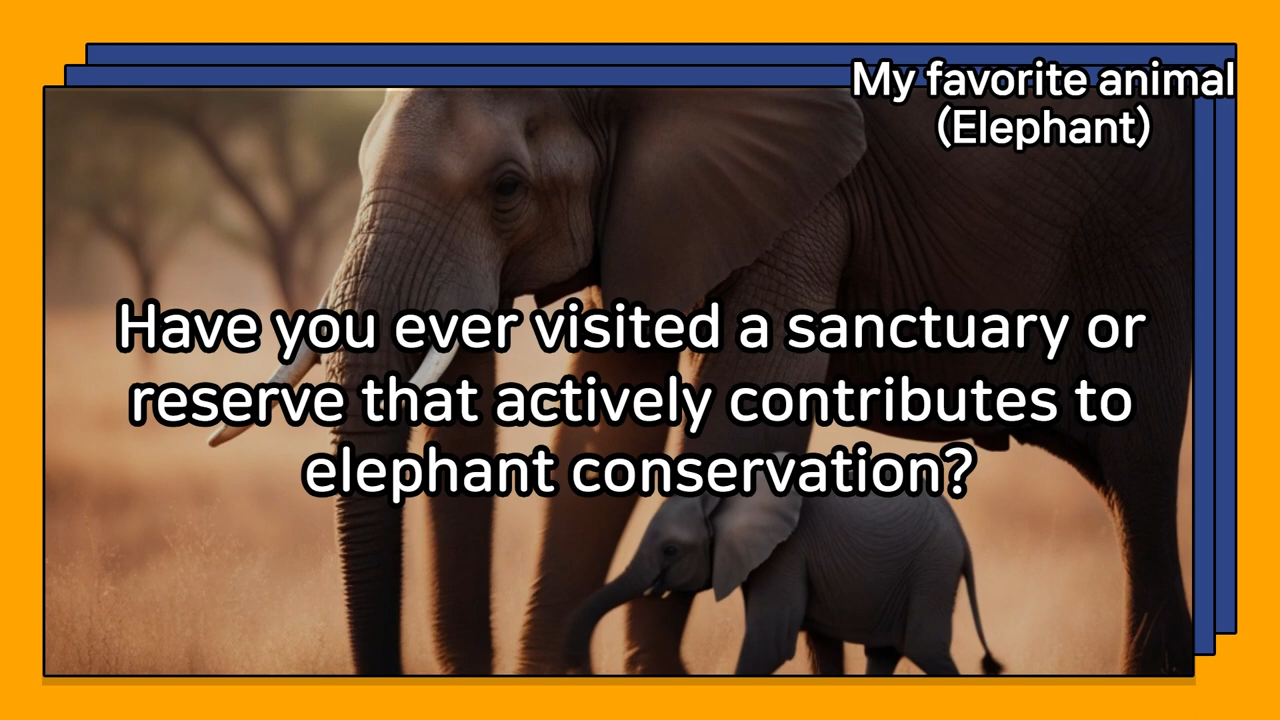 My favorite animal
(Elephant)
Have you ever visited a sanctuary or
reserve that actively contributes to
elephant conservation?